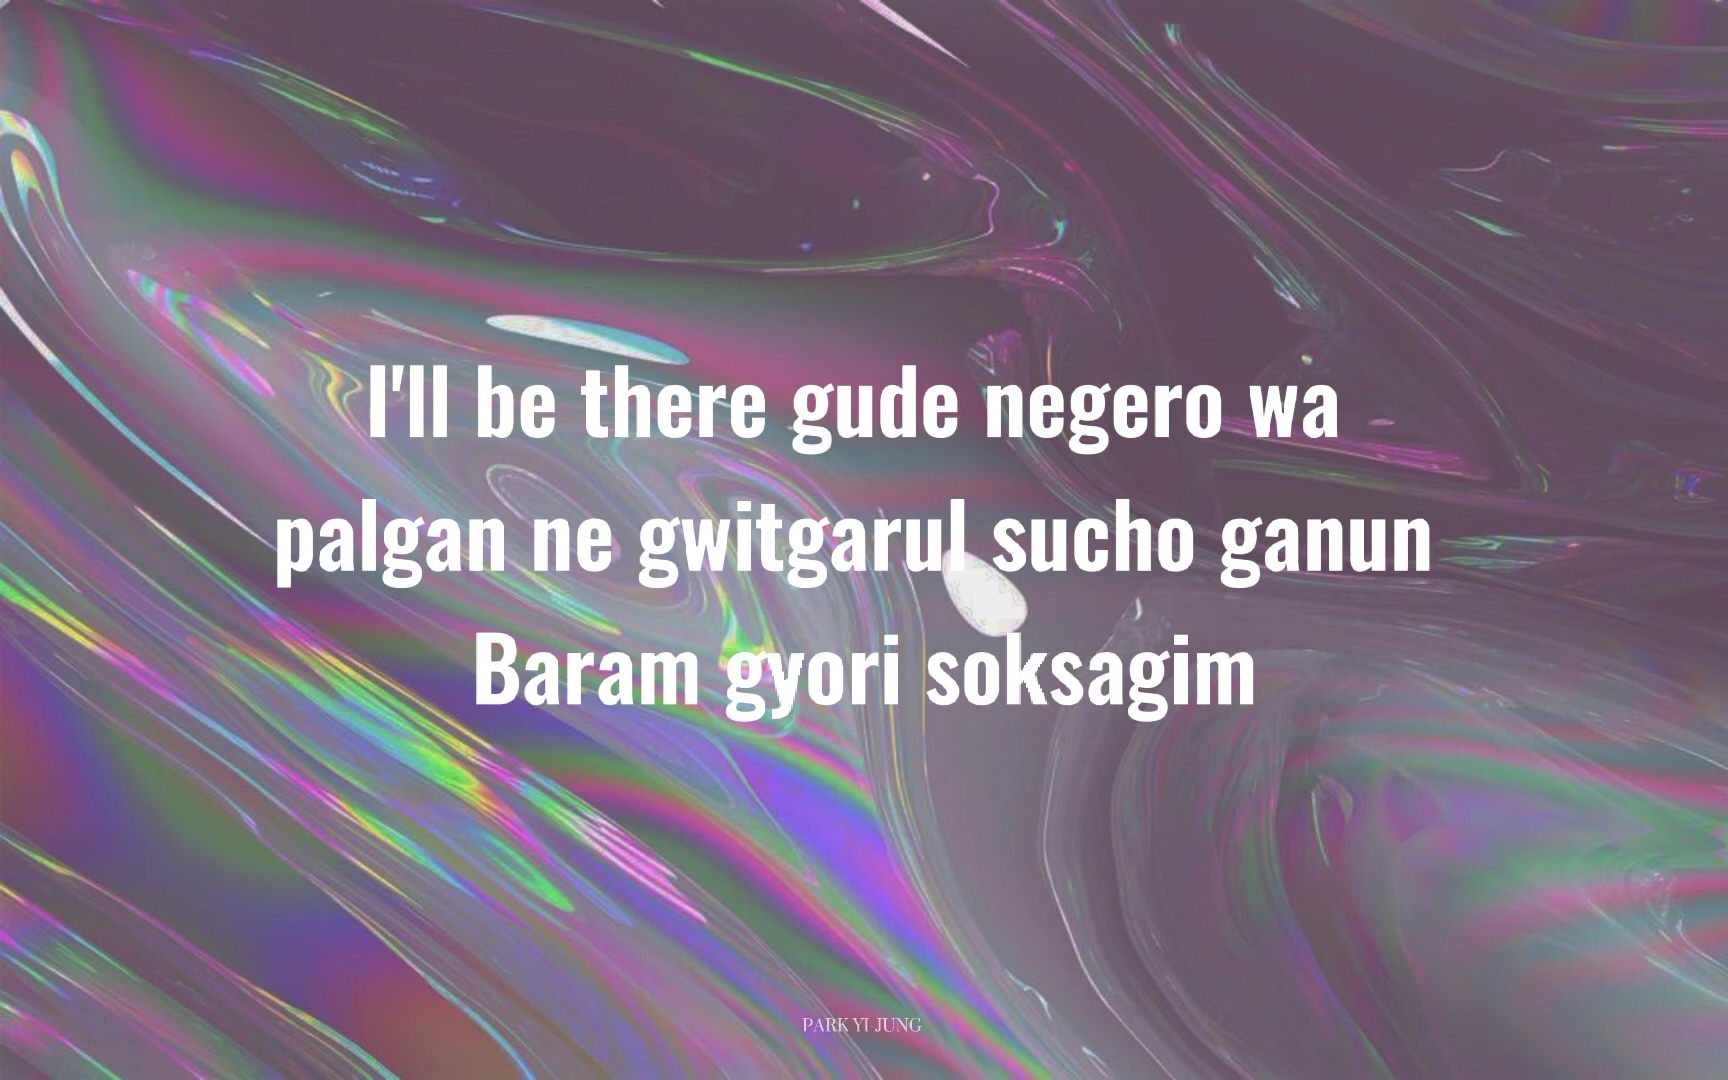 I'll be there gude negero wa
palgan ne gwitgarul sucho ganun
Baram gyori soksagim
PARK YI JUNG